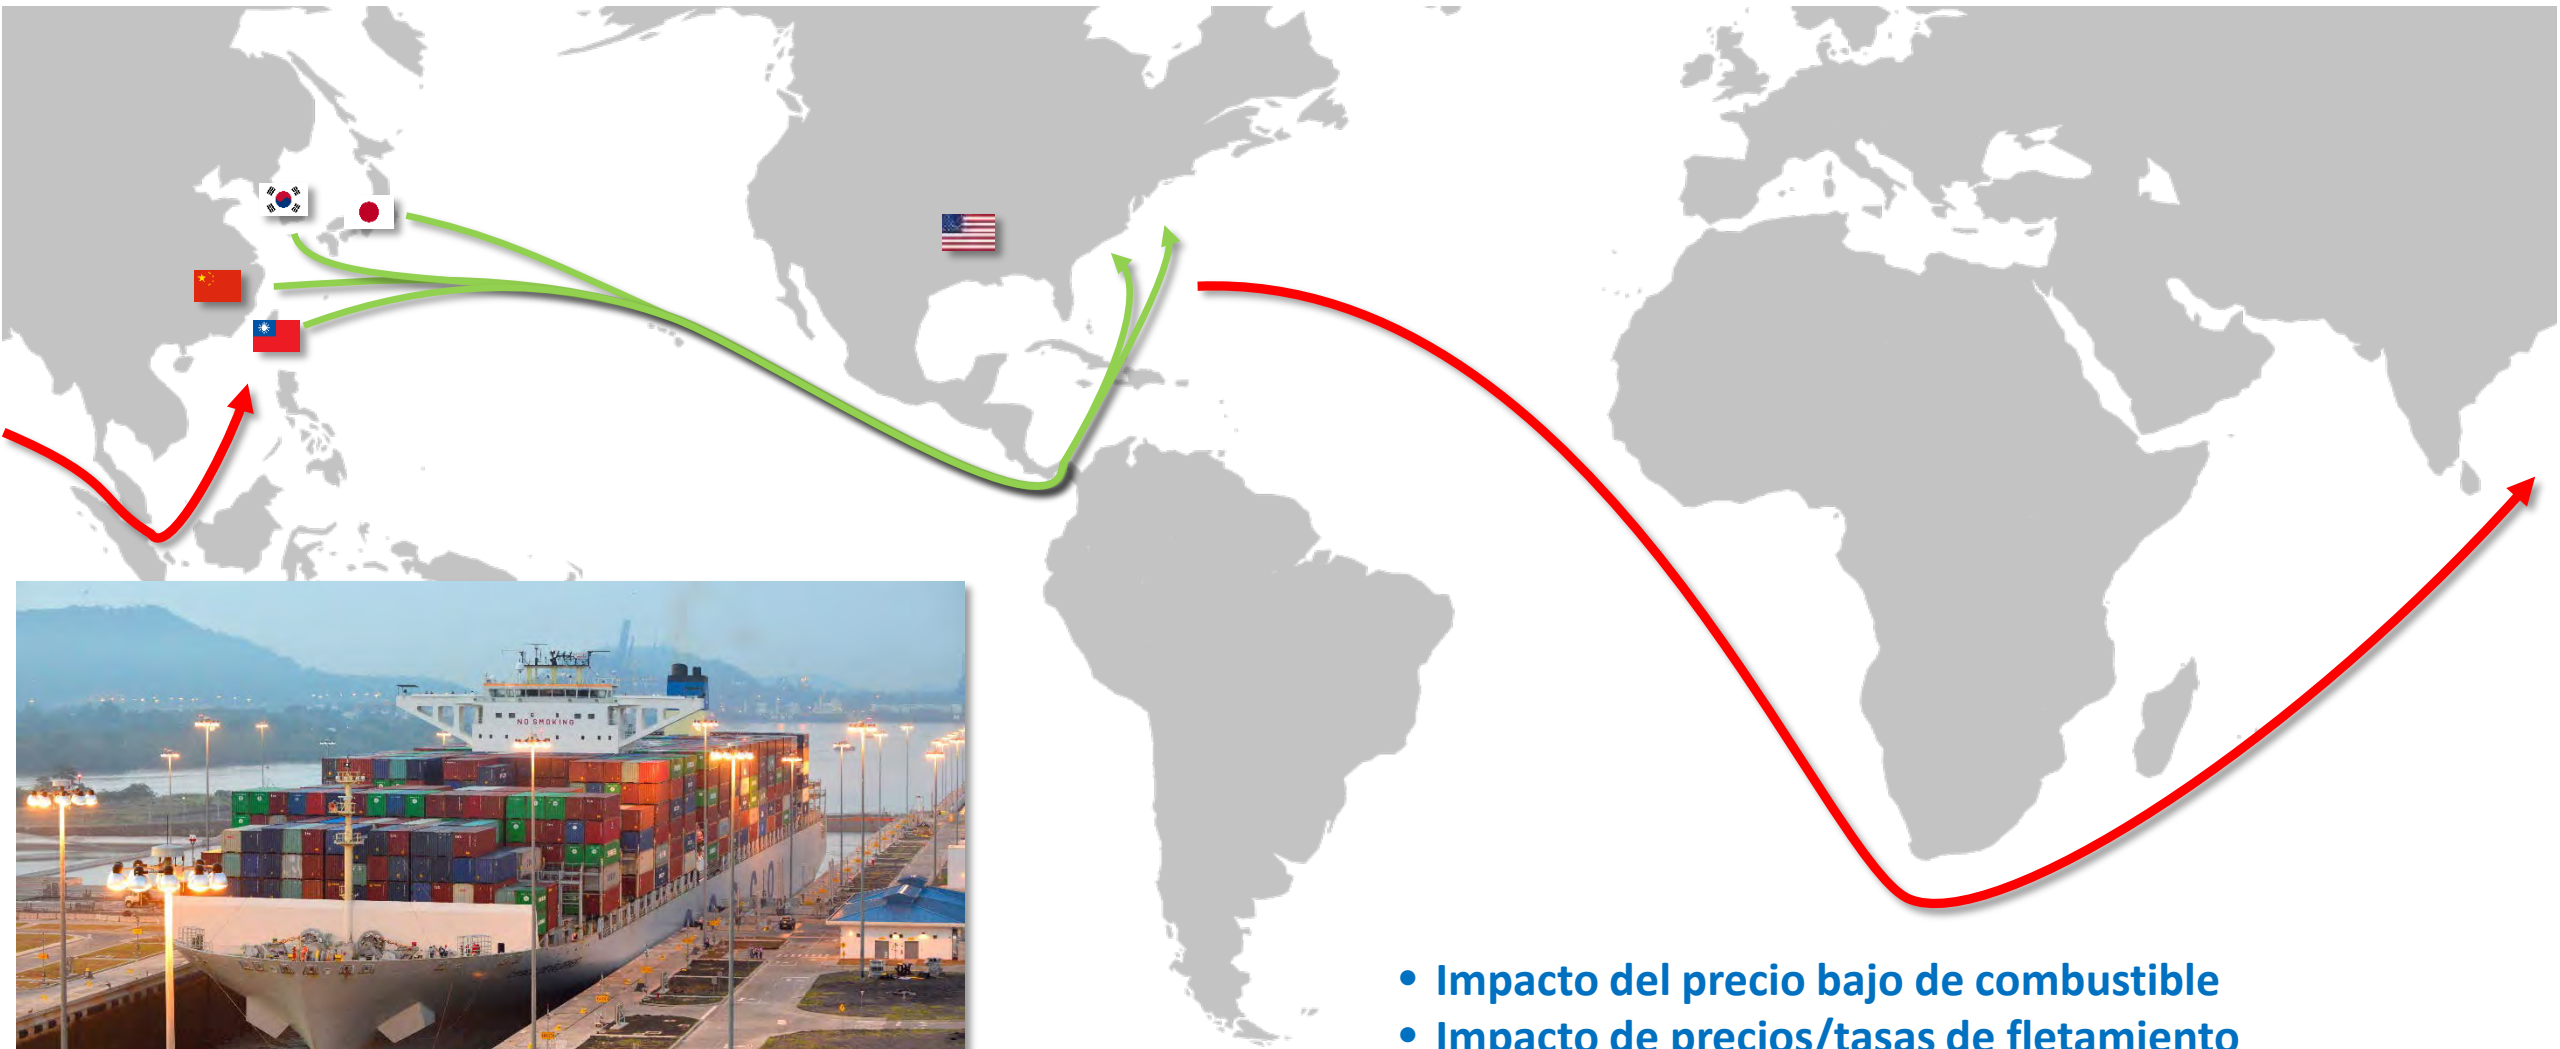 NO SMOKING
• Impacto del precio bajo de combustible
• Impacto de precios/tasas de fletamiento